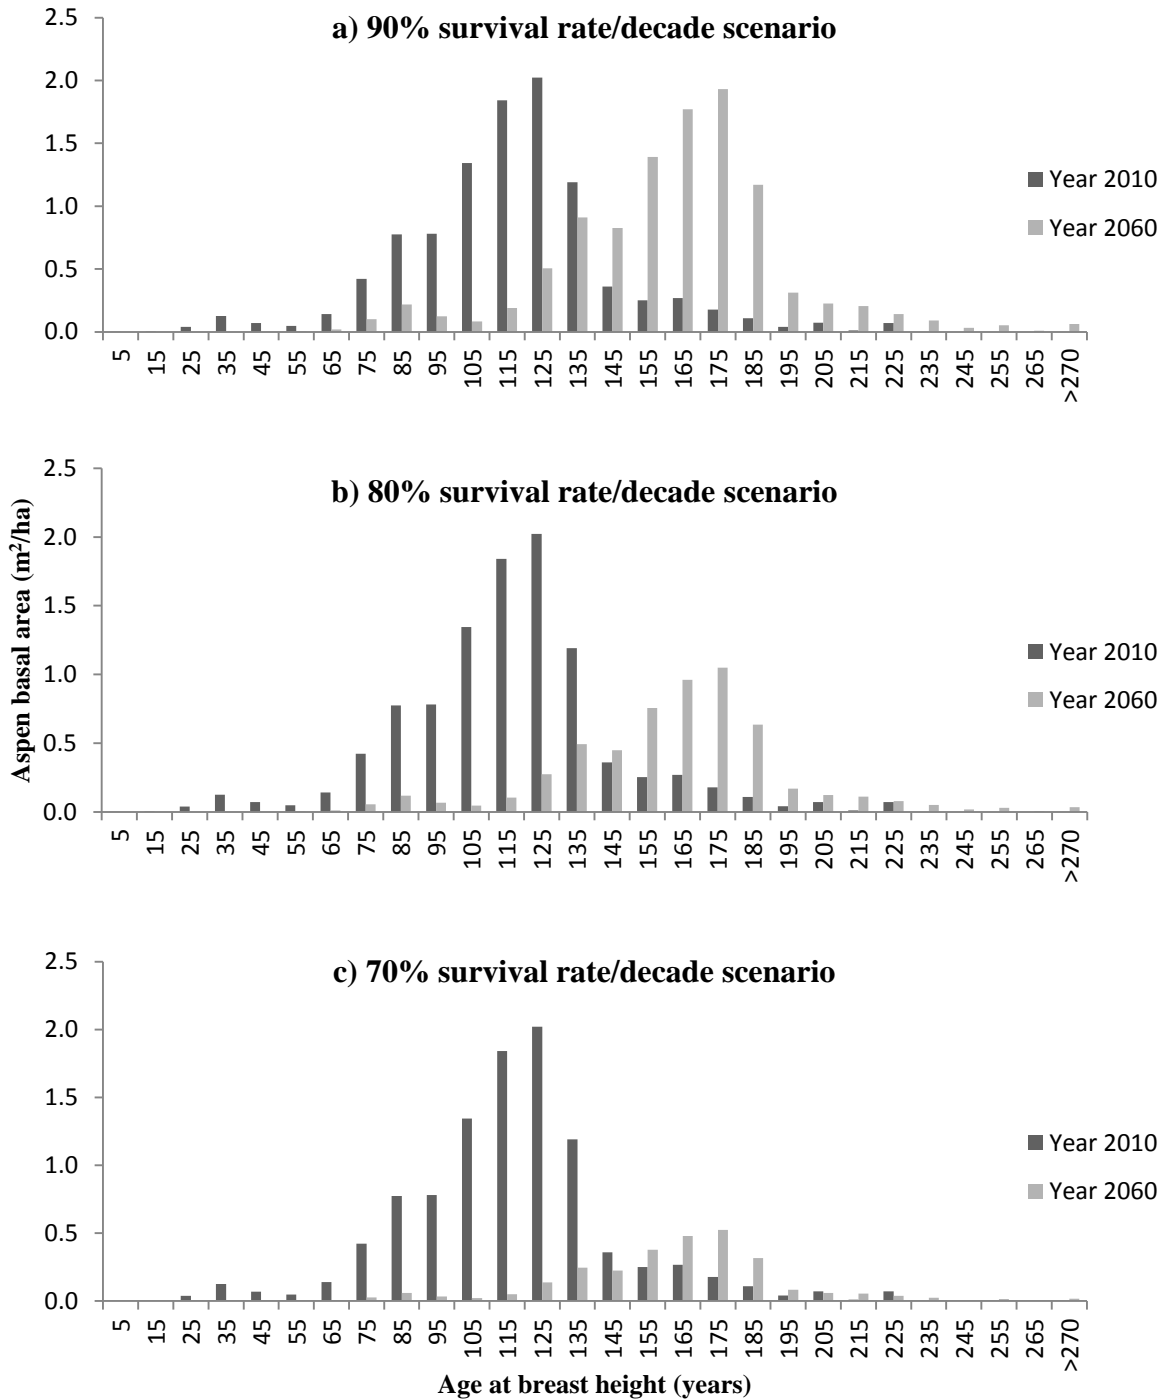 a) 90% survival rate/decade scenario
2.5
2.0
1.5
1.0
0.5
0.0
5 15 25 35 45 55 65 75 85 95 105 115 125 135 145 155 165 175 185 195 205 215 225 235 245 255 265 >270
Year 2010
Year 2060
Aspen basal area (m²/ha)
b) 80% survival rate/decade scenario
2.5
2.0
1.5
1.0
0.5
0.0
5 15 25 35 45 55 65 75 85 95 105 115 125 135 145 155 165 175 185 195 205 215 225 235 245 255 265 >270
Year 2010
Year 2060
c) 70% survival rate/decade scenario
2.5
2.0
1.5
1.0
0.5
0.0
5 15 25 35 45 55 65 75 85 95 105 115 125 135 145 155 165 175 185 195 205 215 225 235 245 255 265 >270
Year 2010
Year 2060
Age at breast height (years)